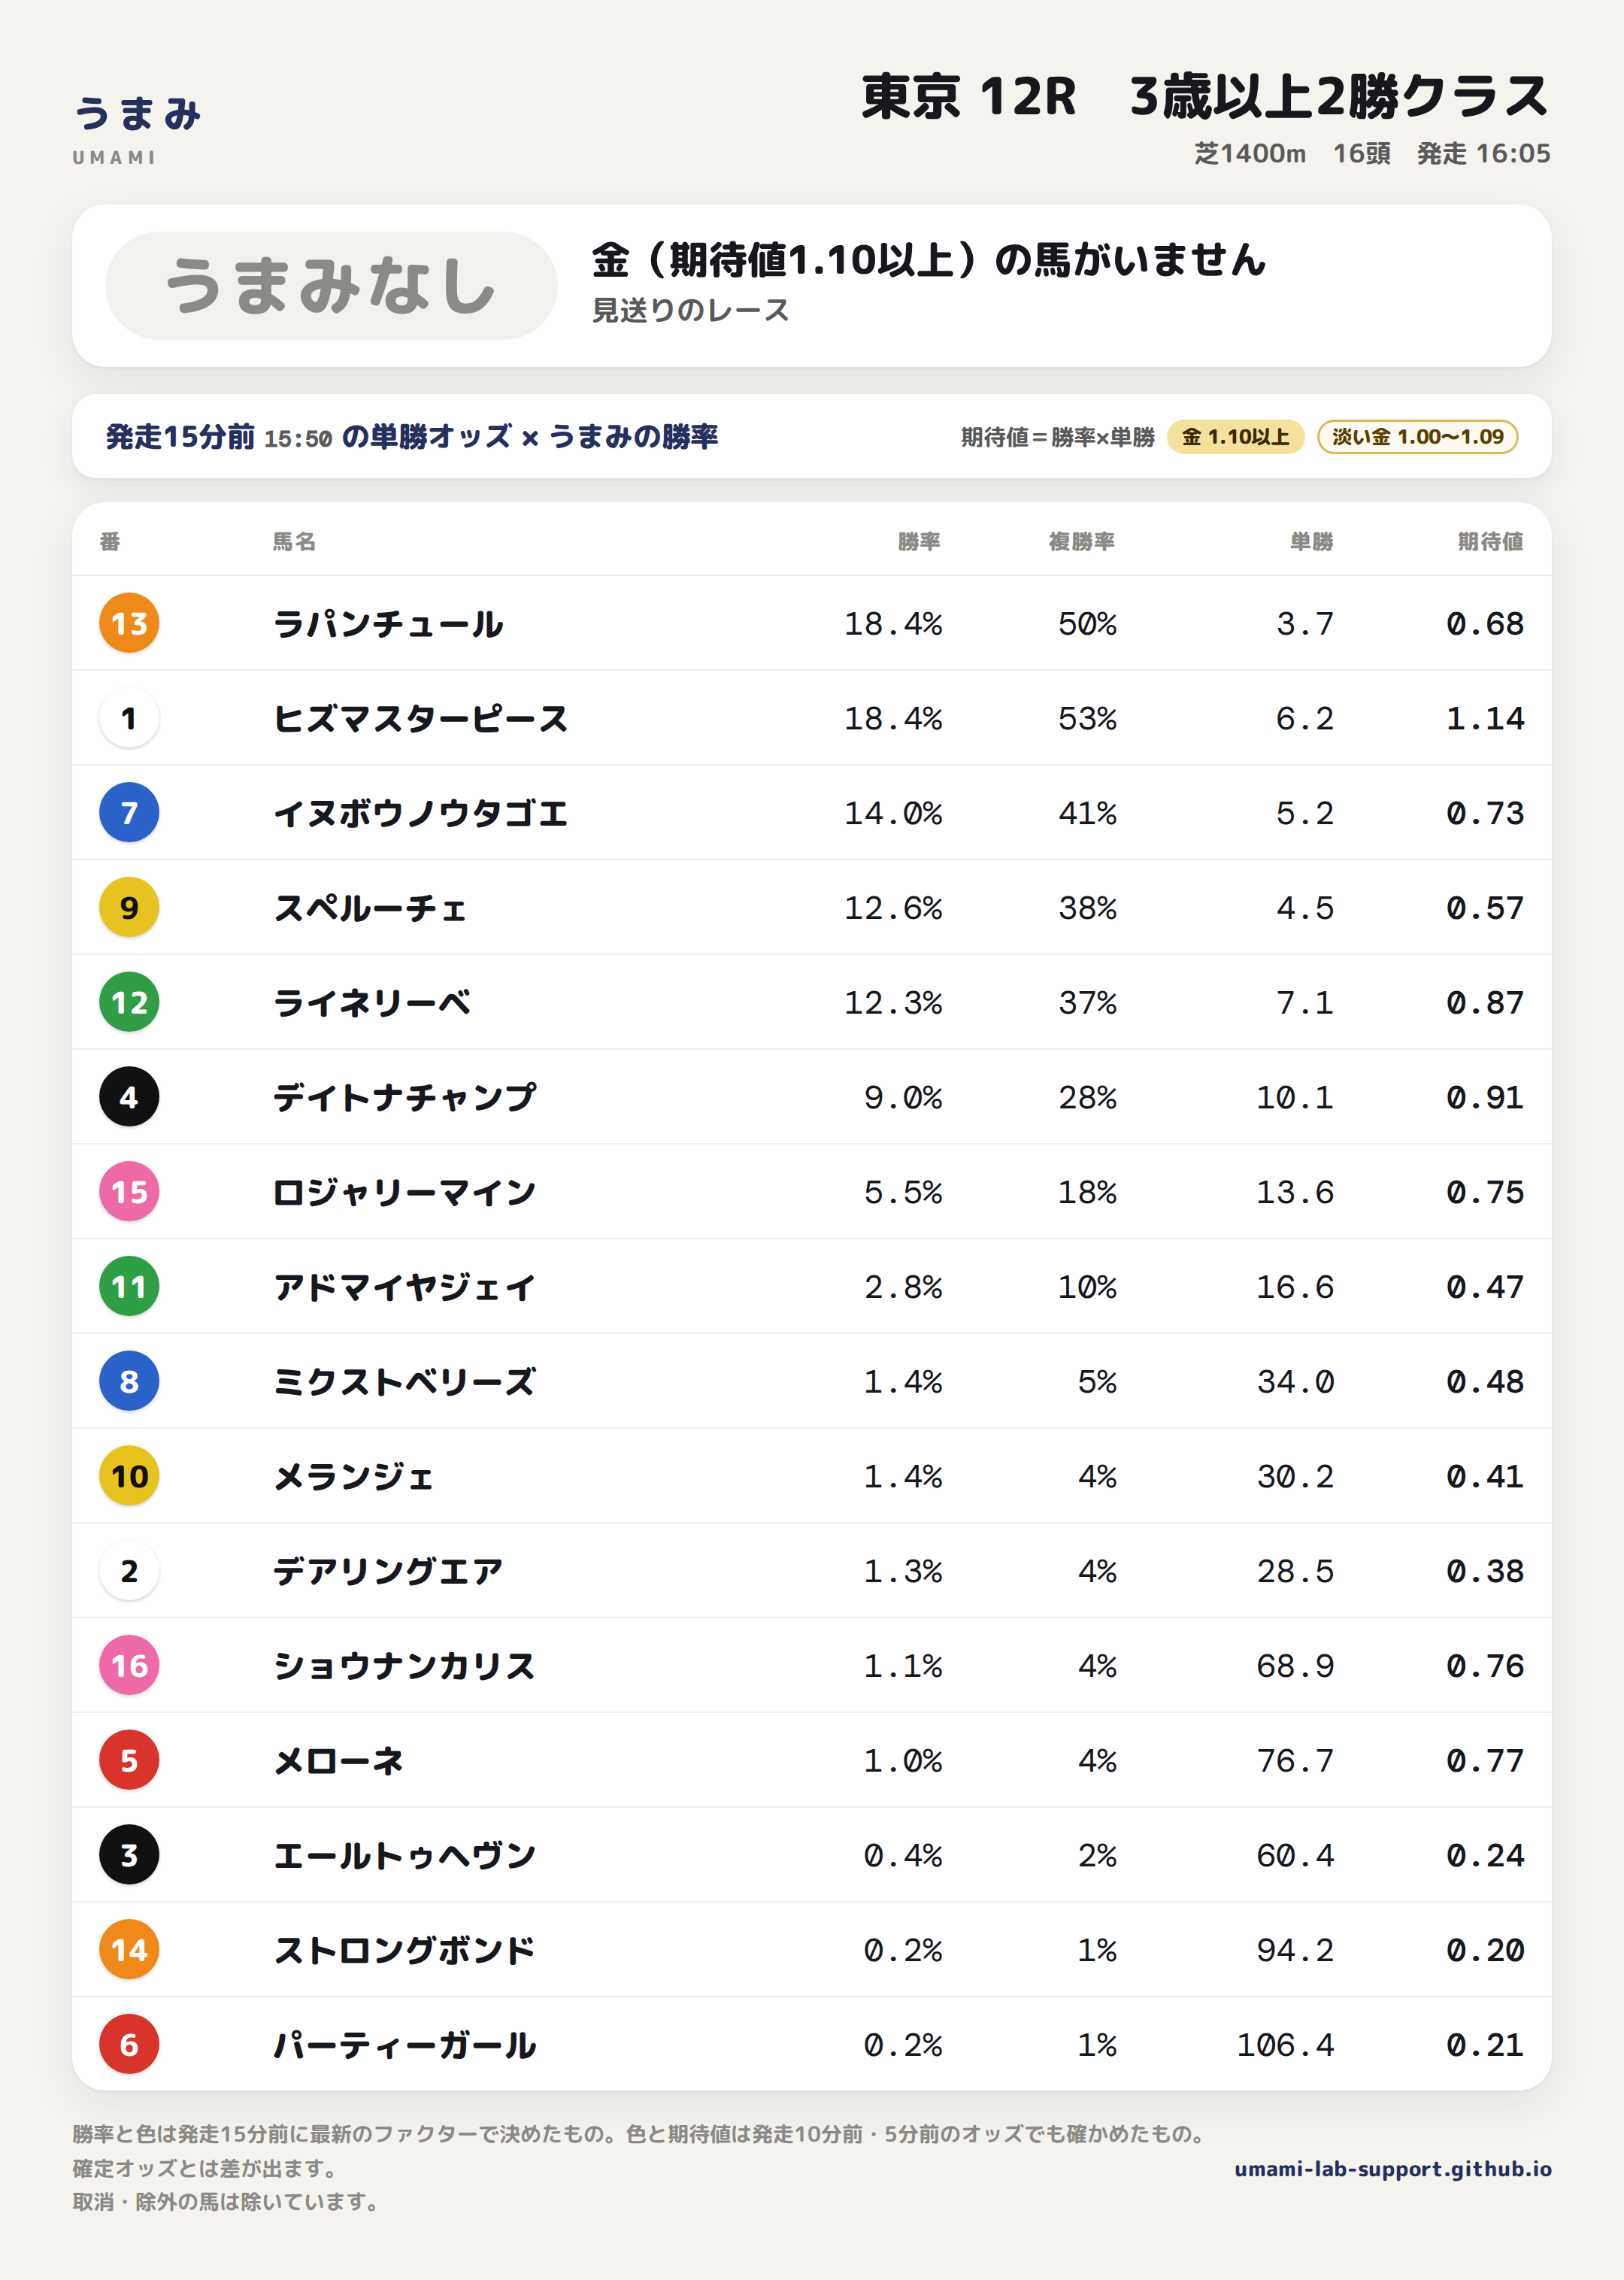 うまみ
UMAMI
東京 12R　3歳以上2勝クラス
芝1400m　16頭　発走 16:05
うまみなし
金（期待値1.10以上）の馬がいません
見送りのレース
発走15分前 15:50 の単勝オッズ × うまみの勝率
期待値＝勝率×単勝 金 1.10以上 淡い金 1.00〜1.09
番 馬名 勝率 複勝率 単勝 期待値
13 ラパンチュール 18.4% 50% 3.7 0.68
1 ヒズマスターピース 18.4% 53% 6.2 1.14
7 イヌボウノウタゴエ 14.0% 41% 5.2 0.73
9 スペルーチェ 12.6% 38% 4.5 0.57
12 ライネリーベ 12.3% 37% 7.1 0.87
4 デイトナチャンプ 9.0% 28% 10.1 0.91
15 ロジャリーマイン 5.5% 18% 13.6 0.75
11 アドマイヤジェイ 2.8% 10% 16.6 0.47
8 ミクストベリーズ 1.4% 5% 34.0 0.48
10 メランジェ 1.4% 4% 30.2 0.41
2 デアリングエア 1.3% 4% 28.5 0.38
16 ショウナンカリス 1.1% 4% 68.9 0.76
5 メローネ 1.0% 4% 76.7 0.77
3 エールトゥヘヴン 0.4% 2% 60.4 0.24
14 ストロングボンド 0.2% 1% 94.2 0.20
6 パーティーガール 0.2% 1% 106.4 0.21
勝率と色は発走15分前に最新のファクターで決めたもの。色と期待値は発走10分前・5分前のオッズでも確かめたもの。
確定オッズとは差が出ます。
取消・除外の馬は除いています。
umami-lab-support.github.io